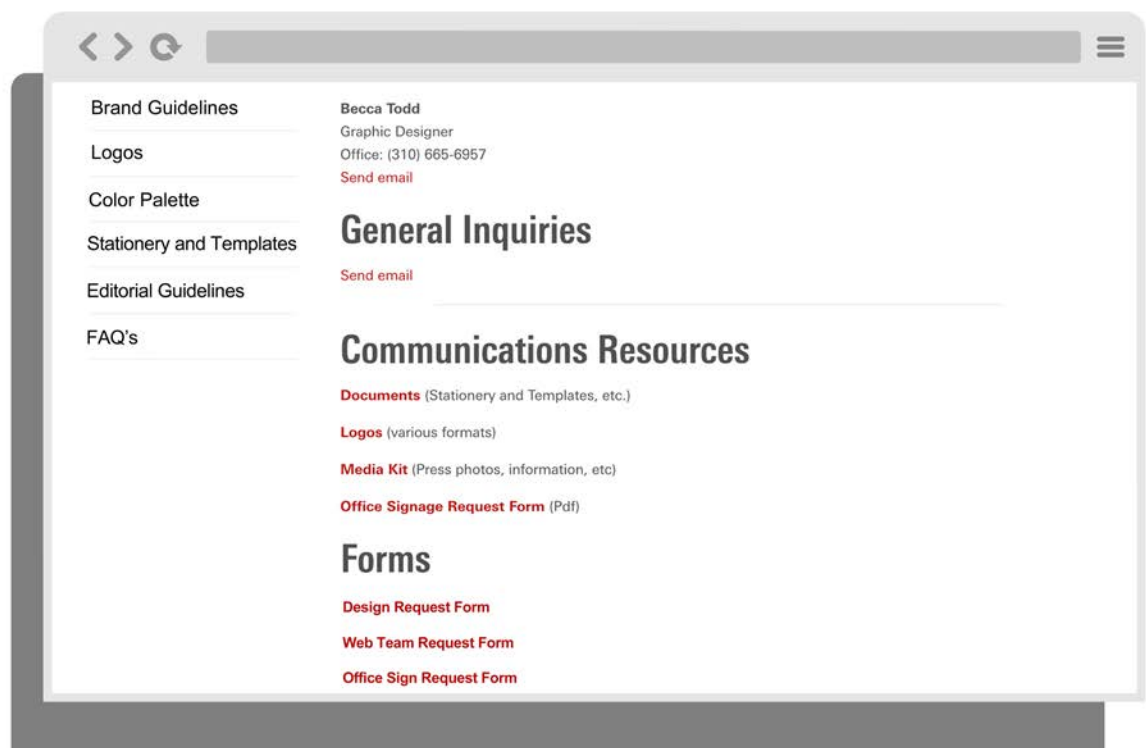 Brand Guidelines
Logos
Color Palette
Stationery and Templates
Editorial Guidelines
FAQ's
Becca Todd
Graphic Designer
Office: (310) 665-6957
Send email
General Inquiries
Send email
Communications Resources
Documents (Stationery and Templates, etc.)
Logos (various formats)
Media Kit (Press photos, information, etc)
Office Signage Request Form (Pdf)
Forms
Design Request Form
Web Team Request Form
Office Sign Request Form